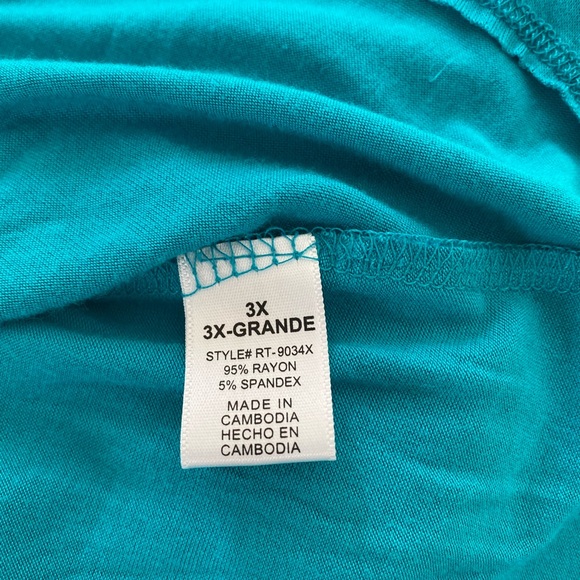 3X
3X-GRANDE
STYLE# RT-9034X
95% RAYON
5% SPANDEX
MADE IN
CAMBODIA
HECHO EN
CAMBODIA